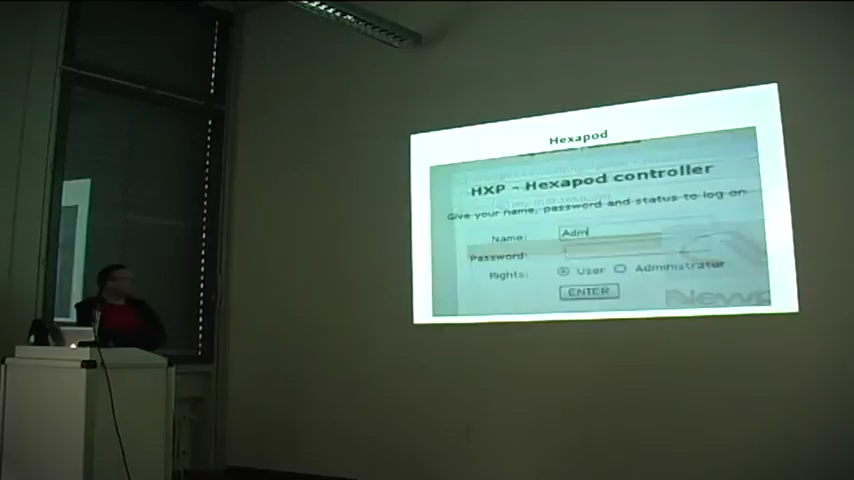 Hexapod
HXP - Hexapod controller
Give your name, password and status to log on
Name: Adm
Password:
Rights: User Administrator
ENTER
Newp